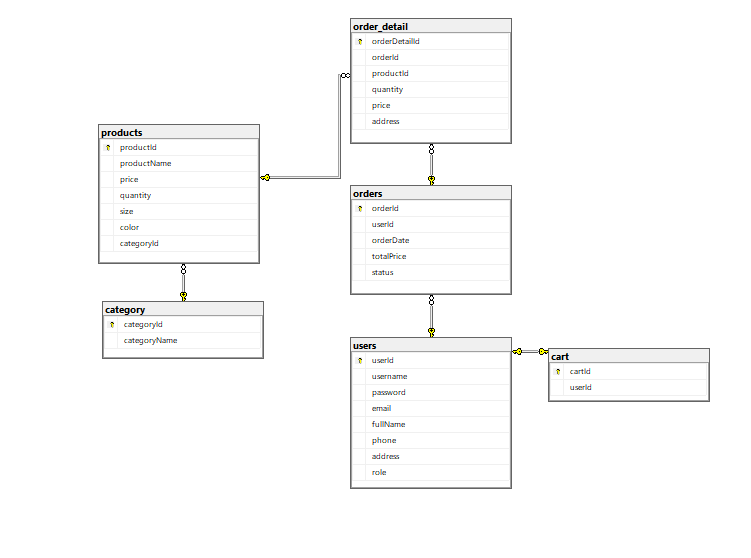 order_detail
orderDetailId
orderId
productId
quantity
price
address
products
productId
productName
price
quantity
size
color
categoryId
orders
orderId
userId
orderDate
totalPrice
status
category
categoryId
categoryName
users
userId
username
password
email
fullName
phone
address
role
cart
cartId
userId